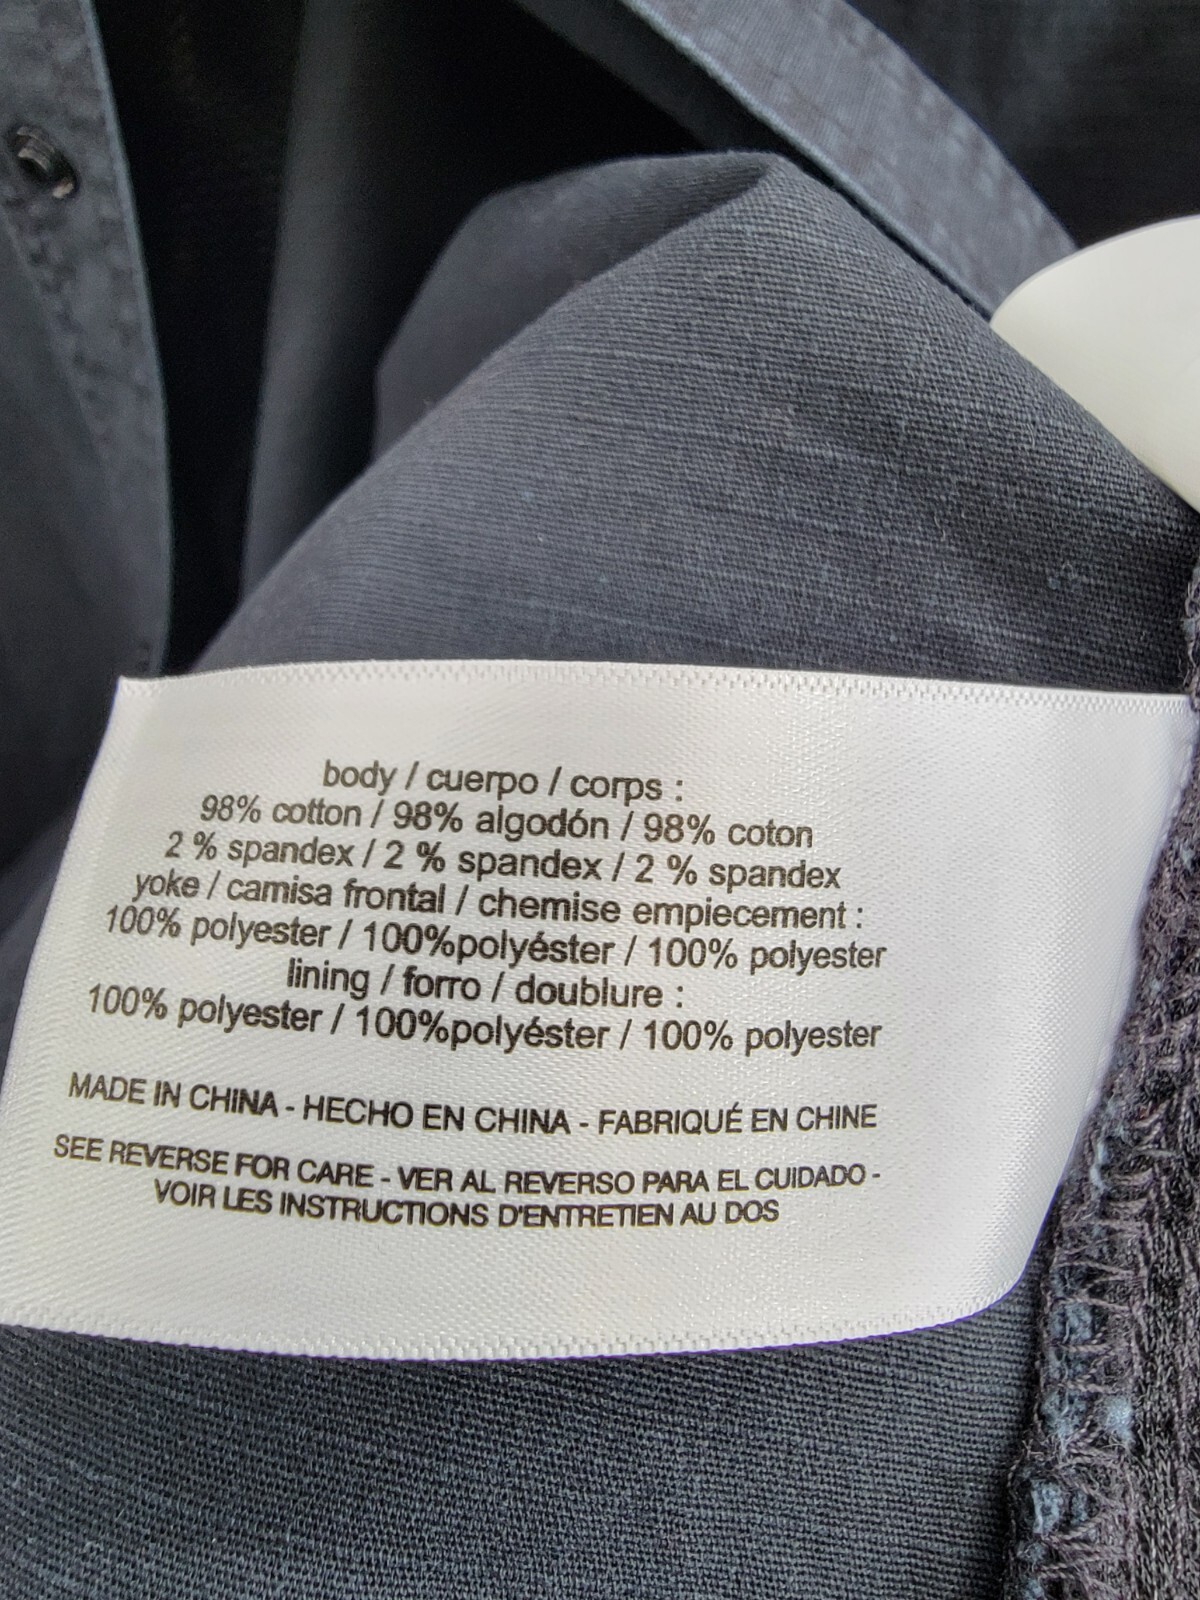 body / cuerpo / corps :
98% cotton / 98% algodón / 98% coton
2 % spandex / 2 % spandex / 2 % spandex
yoke / camisa frontal / chemise empiecement :
100% polyester / 100%polyéster / 100% polyester
lining / forro / doublure :
100% polyester / 100%polyéster / 100% polyester
MADE IN CHINA - HECHO EN CHINA - FABRIQUÉ EN CHINE
SEE REVERSE FOR CARE - VER AL REVERSO PARA EL CUIDADO -
VOIR LES INSTRUCTIONS D'ENTRETIEN AU DOS